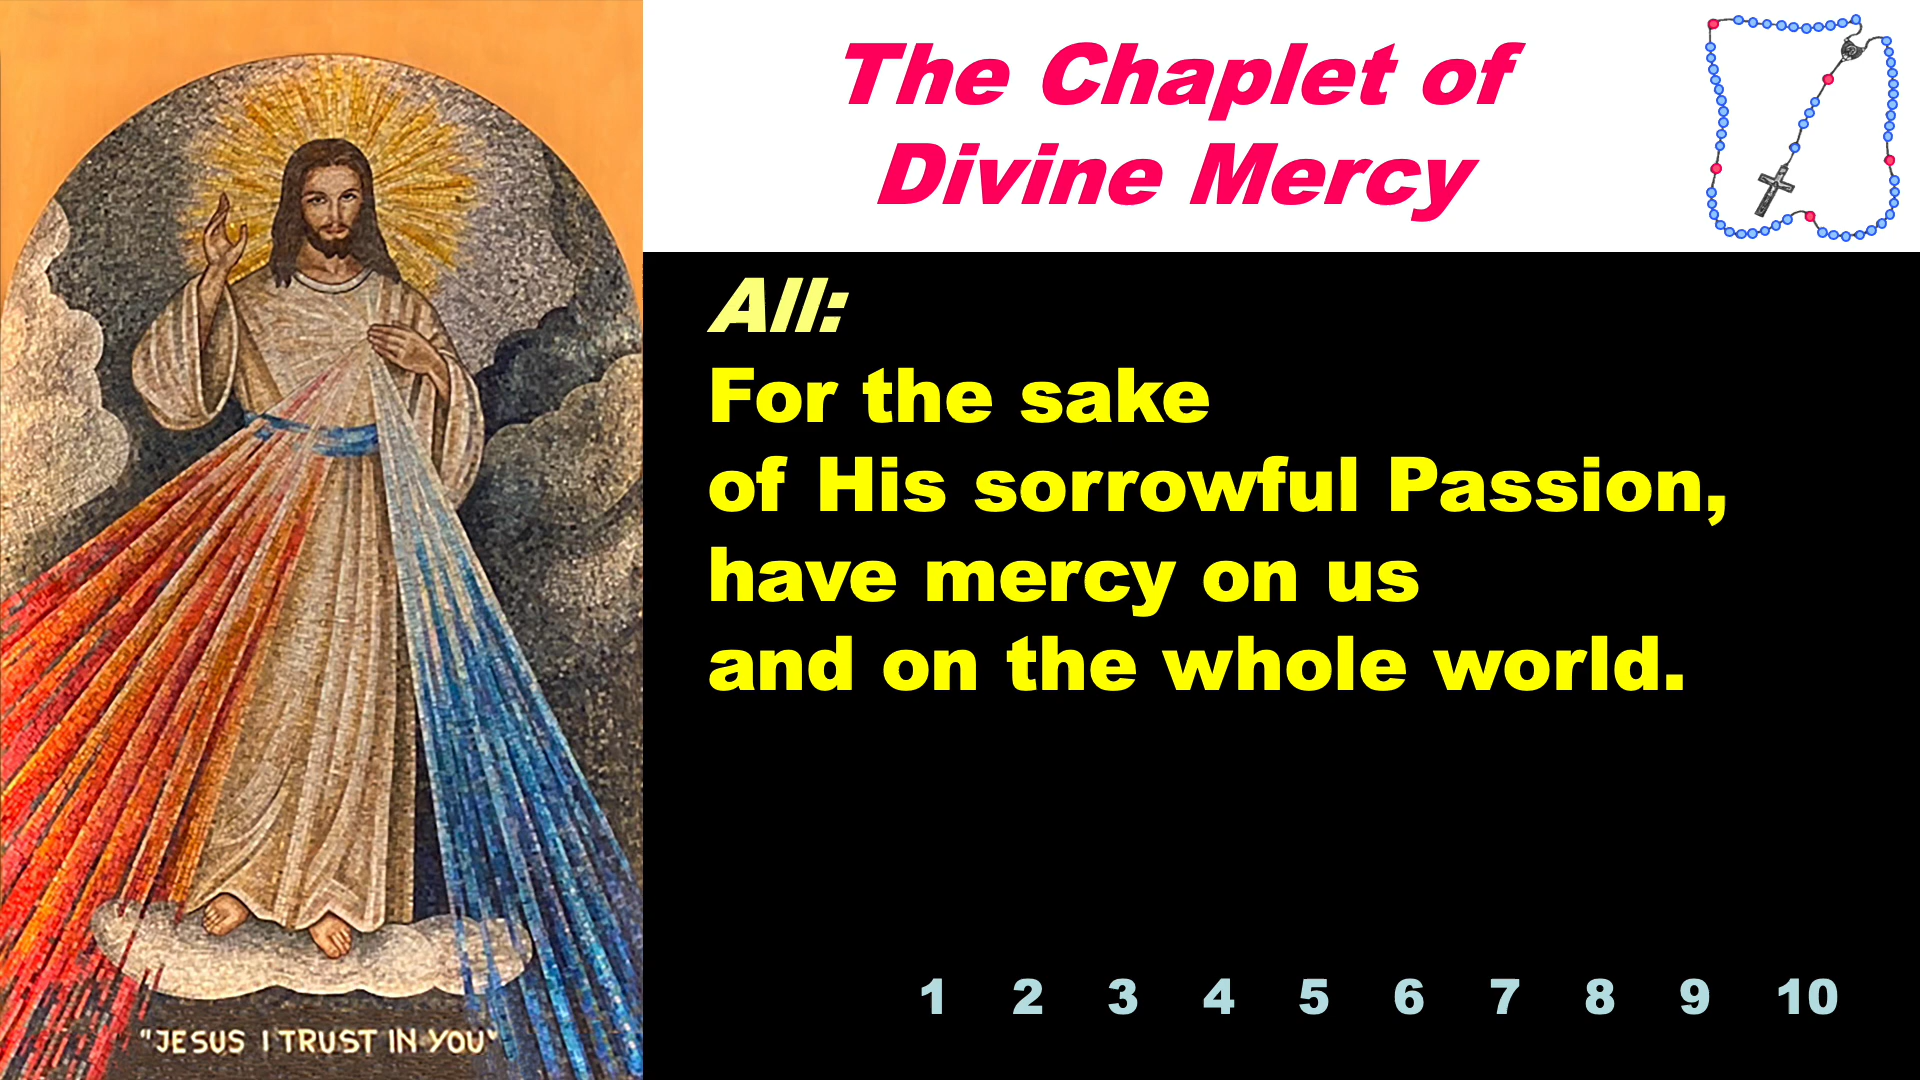 The Chaplet of
Divine Mercy
All:
For the sake
of His sorrowful Passion,
have mercy on us
and on the whole world.
1 2 3 4 5 6 7 8 9 10
"JESUS I TRUST IN YOU"